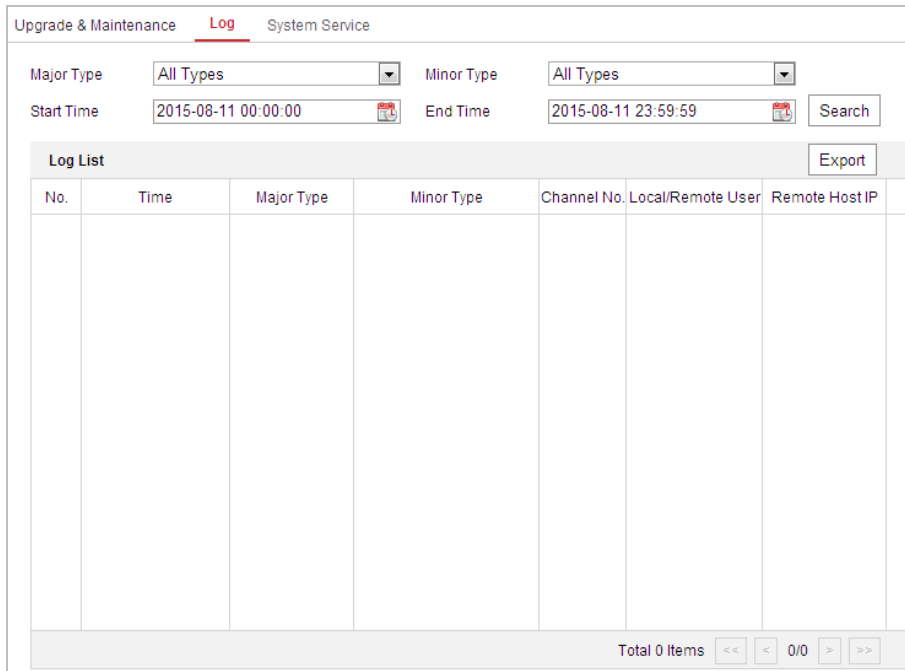 Upgrade & Maintenance Log System Service
Major Type All Types Minor Type All Types
Start Time 2015-08-11 00:00:00 End Time 2015-08-11 23:59:59 Search
Log List Export
No. Time Major Type Minor Type Channel No. Local/Remote User Remote Host IP
Total 0 Items << < 0/0 > >>